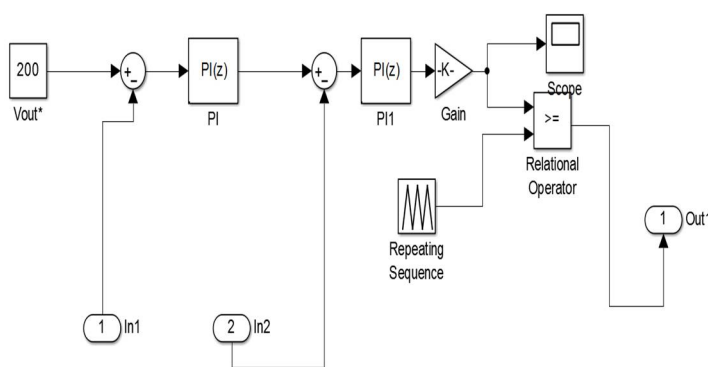 200
Vout*
+
−
PI(z)
PI
+
−
PI(z)
PI1
-K-
Gain
Scope
>=
Relational
Operator
Repeating
Sequence
1
Out1
1
In1
2
In2